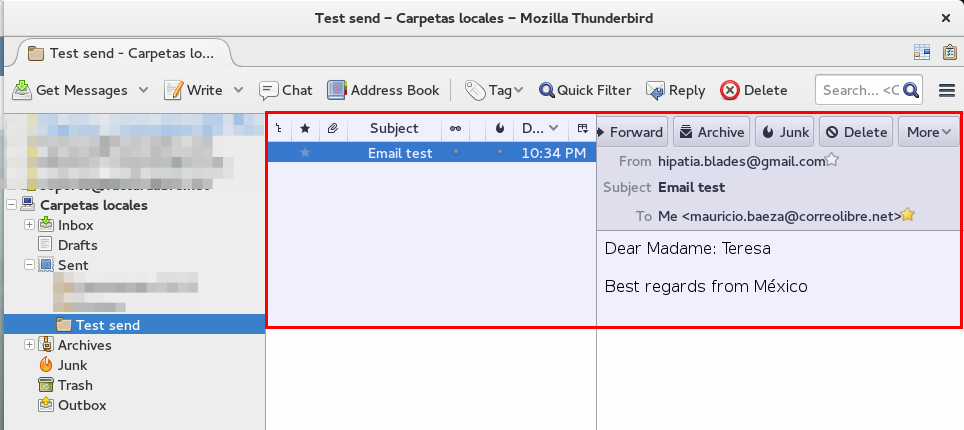 Test send – Carpetas locales – Mozilla Thunderbird
Test send - Carpetas lo...
Get Messages Write Chat Address Book Tag Quick Filter Reply Delete Search... <C
Subject D... Forward Archive Junk Delete More
Email test 10:34 PM
From hipatia.blades@gmail.com
Subject Email test
To Me <mauricio.baeza@correolibre.net>
Dear Madame: Teresa
Best regards from México
Carpetas locales
Inbox
Drafts
Sent
Test send
Archives
Junk
Trash
Outbox